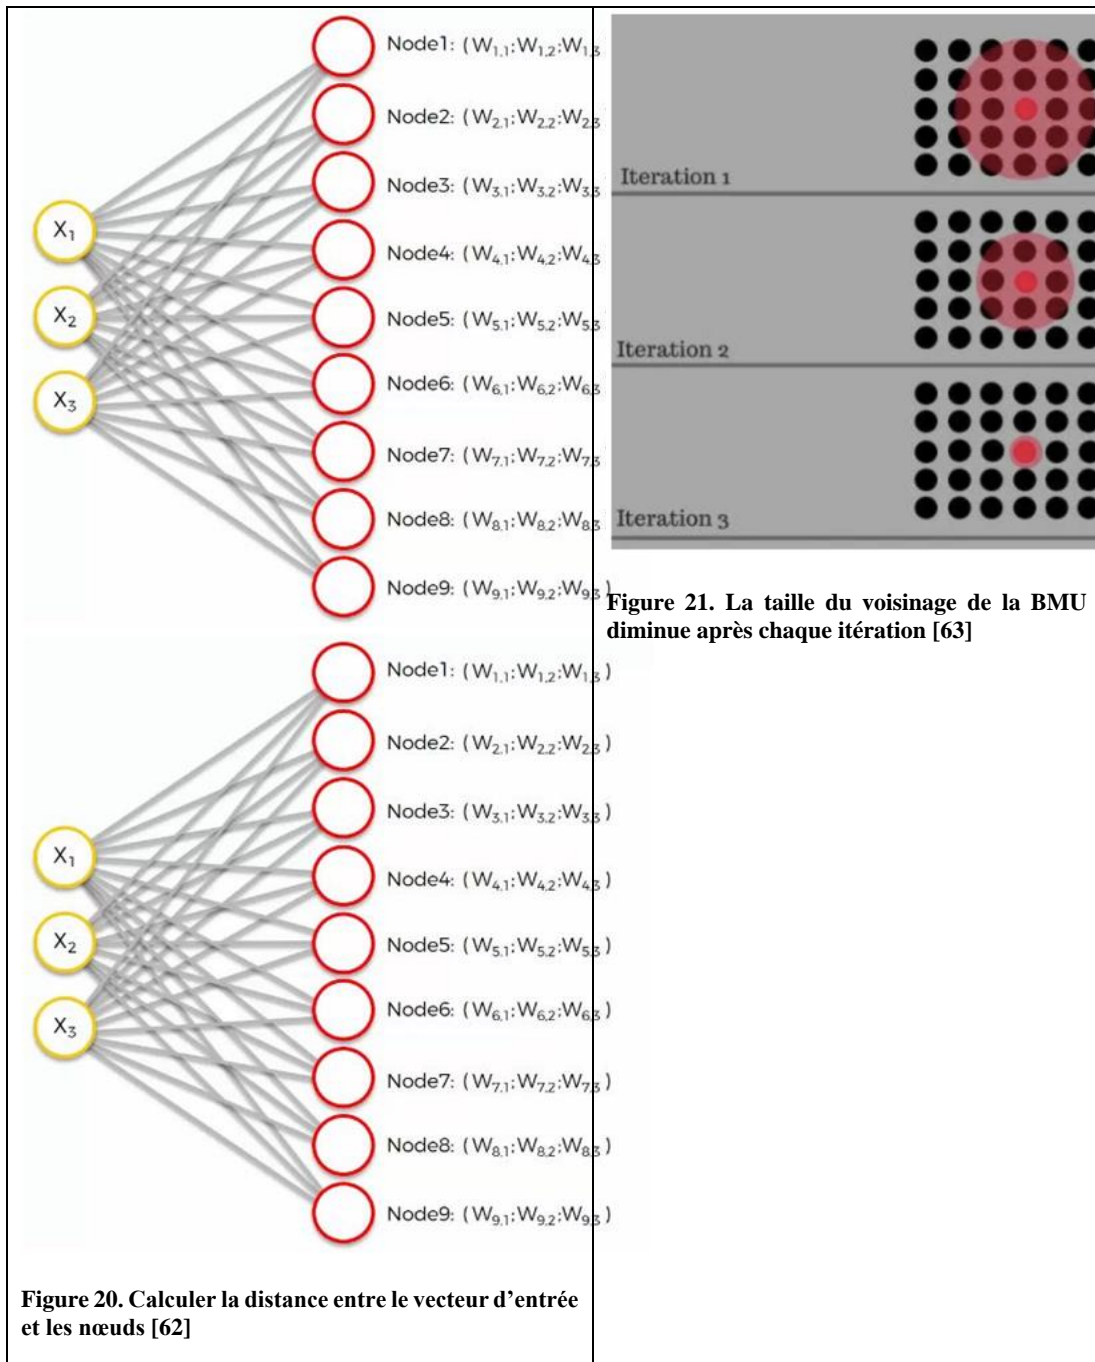 Node1: (W1,1;W1,2;W1,3
Node2: (W2,1;W2,2;W2,3
Node3: (W3,1;W3,2;W3,3
X1
Node4: (W4,1;W4,2;W4,3
X2
Node5: (W5,1;W5,2;W5,3
Node6: (W6,1;W6,2;W6,3
X3
Node7: (W7,1;W7,2;W7,3
Node8: (W8,1;W8,2;W8,3
Node9: (W9,1;W9,2;W9,3)
Node1: (W1,1;W1,2;W1,3)
Node2: (W2,1;W2,2;W2,3)
Node3: (W3,1;W3,2;W3,3)
X1
Node4: (W4,1;W4,2;W4,3)
X2
Node5: (W5,1;W5,2;W5,3)
Node6: (W6,1;W6,2;W6,3)
X3
Node7: (W7,1;W7,2;W7,3)
Node8: (W8,1;W8,2;W8,3)
Node9: (W9,1;W9,2;W9,3)
Figure 20. Calculer la distance entre le vecteur d’entrée
et les nœuds [62]
Iteration 1
Iteration 2
Iteration 3
Figure 21. La taille du voisinage de la BMU
diminue après chaque itération [63]